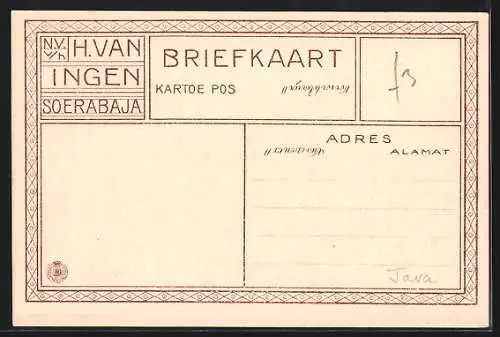 N.V. v/h H. VAN
INGEN
SOERABAJA
BRIEFKAART
KARTOE POS
ADRES
ALAMAT
f3
Java